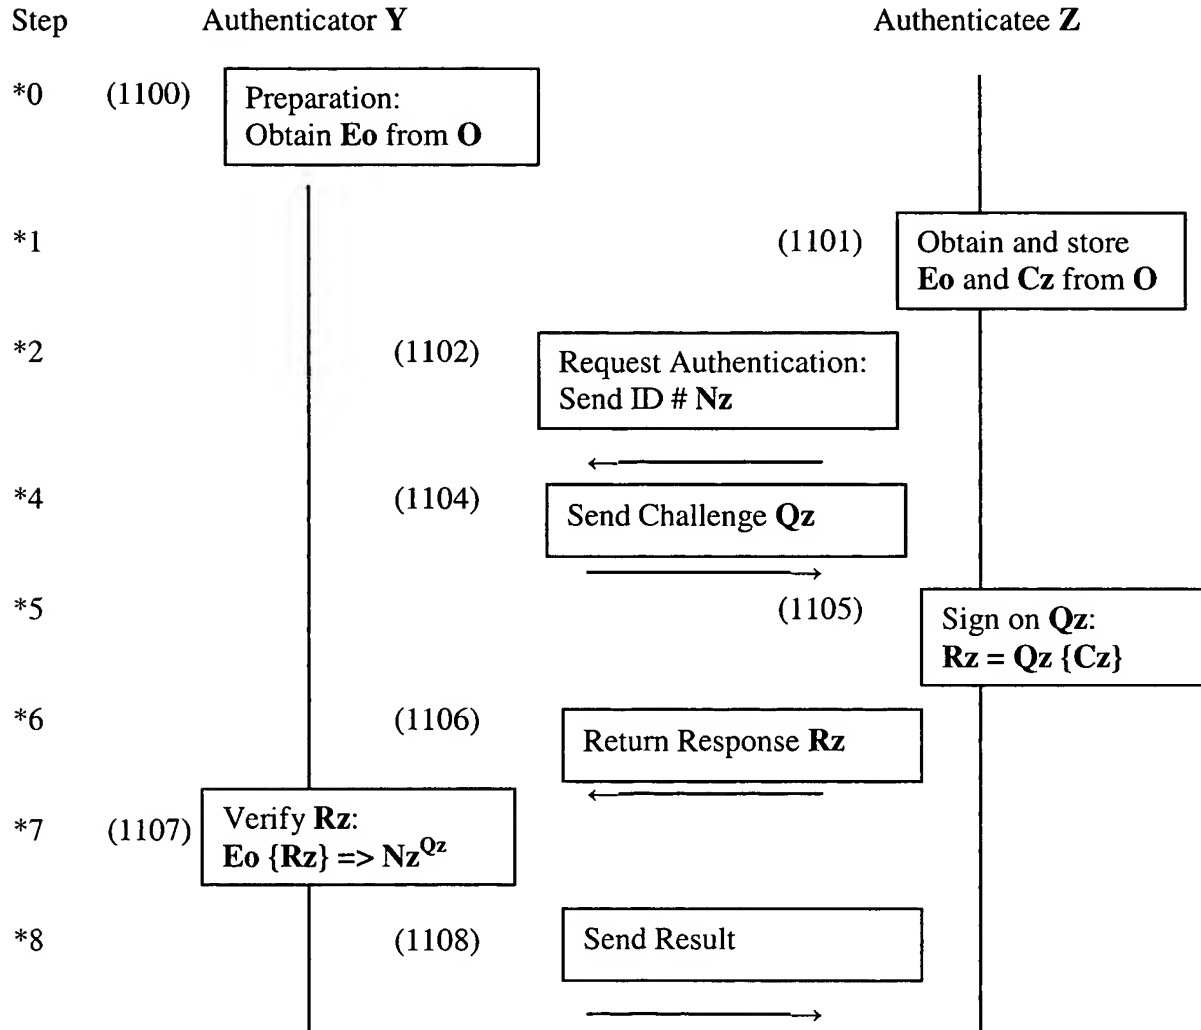 Step Authenticator Y Authenticatee Z
*0 (1100) Preparation:
Obtain Eo from O
*1 (1101) Obtain and store
Eo and Cz from O
*2 (1102) Request Authentication:
Send ID # Nz
*4 (1104) Send Challenge Qz
*5 (1105) Sign on Qz:
Rz = Qz {Cz}
*6 (1106) Return Response Rz
*7 (1107) Verify Rz:
Eo {Rz} => Nz^Qz
*8 (1108) Send Result